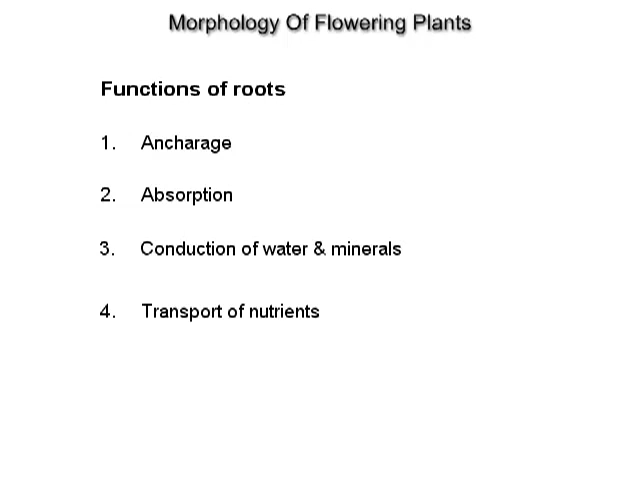 Morphology Of Flowering Plants
Functions of roots
1. Ancharage
2. Absorption
3. Conduction of water & minerals
4. Transport of nutrients